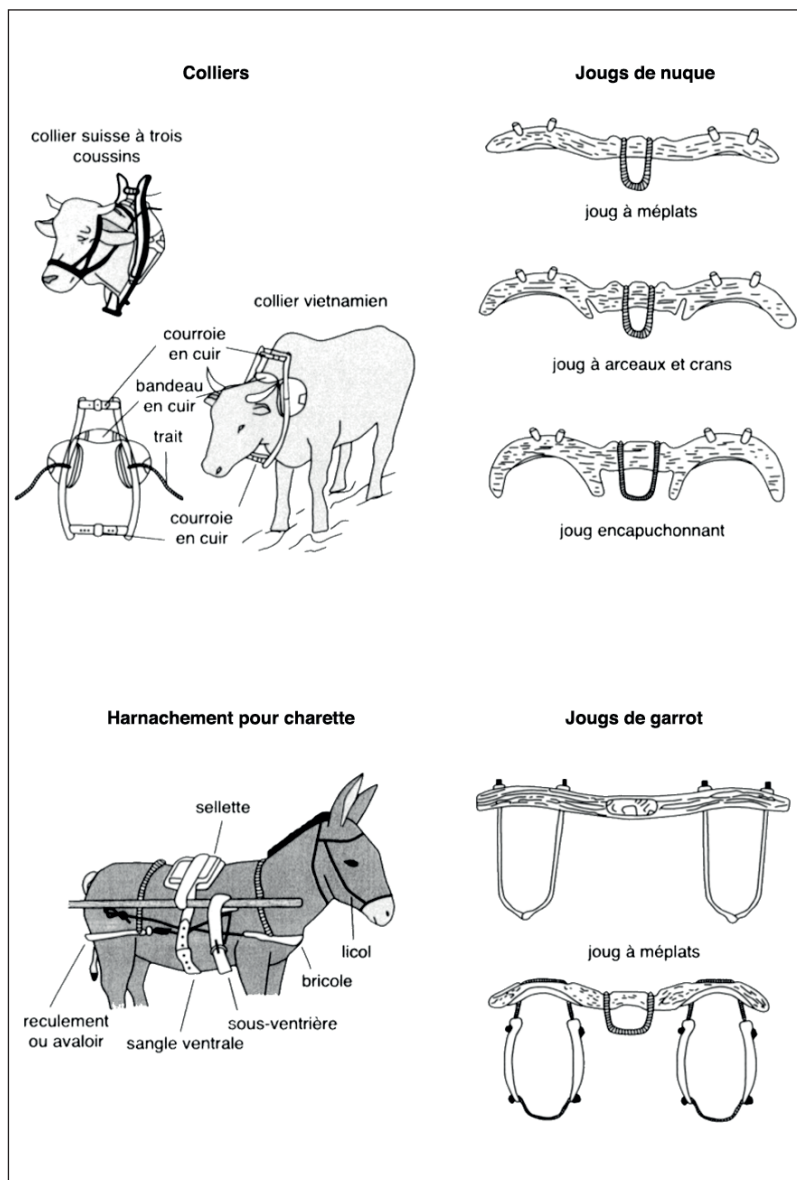 Colliers
collier suisse à trois
coussins
collier vietnamien
courroie
en cuir
bandeau
en cuir
trait
courroie
en cuir
Jougs de nuque
joug à méplats
joug à arceaux et crans
joug encapuchonnant
Harnachement pour charette
sellette
licol
bricole
sous-ventrière
sangle ventrale
reculement
ou avaloir
Jougs de garrot
joug à méplats